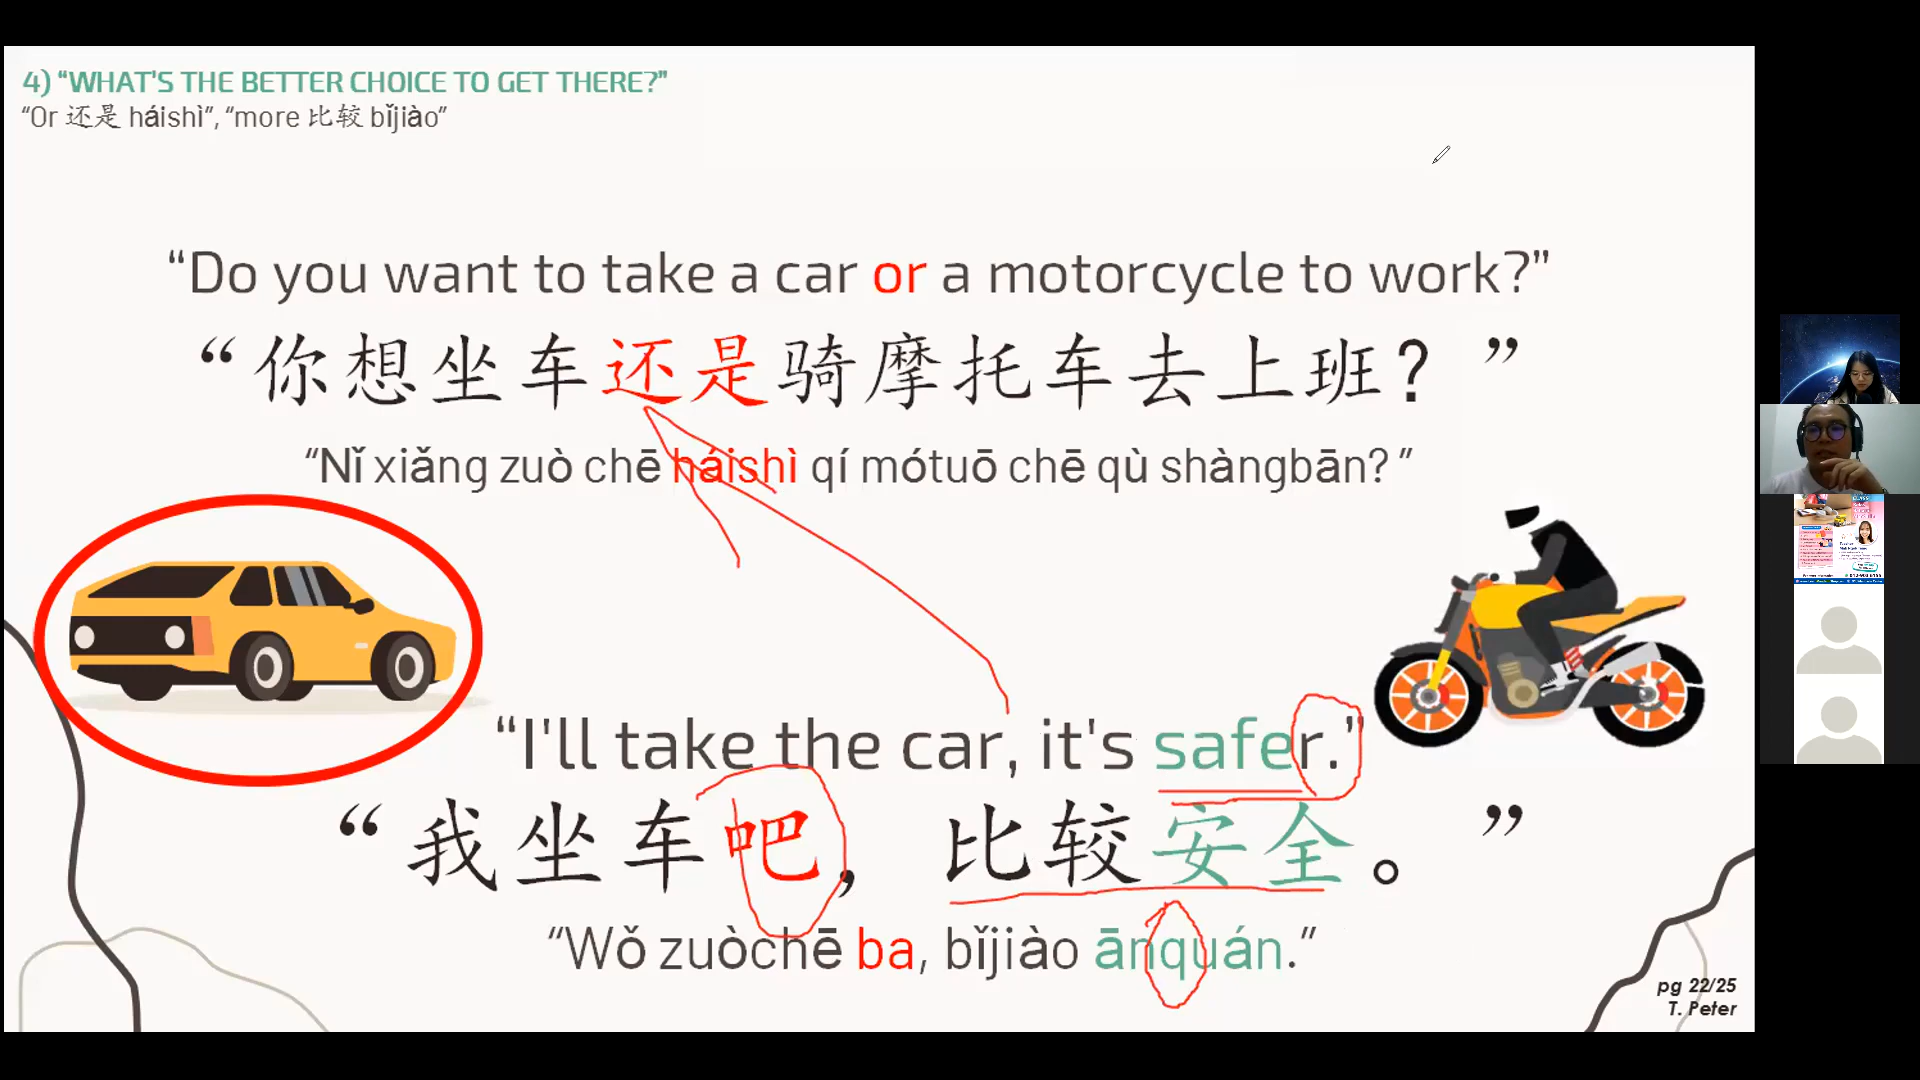 4) “WHAT'S THE BETTER CHOICE TO GET THERE?”
“Or 还是 háishì”, “more 比较 bǐjiào”
“Do you want to take a car or a motorcycle to work?”
“你想坐车还是骑摩托车去上班？”
“Nǐ xiǎng zuò chē háishì qí mótuō chē qù shàngbān? ”
“I'll take the car, it's safer.”
“我坐车吧，比较安全。”
“Wǒ zuòchē ba, bǐjiào ānquán.”
pg 22/25
T. Peter